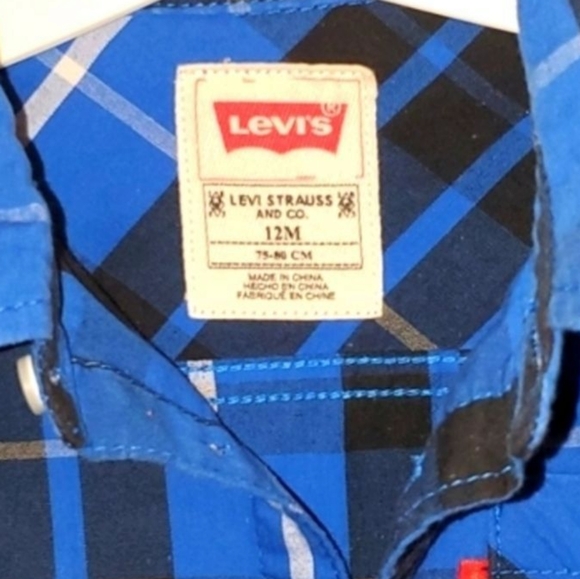 LEVI'S®
LEVI STRAUSS
AND CO.
12M
75-80 CM
MADE IN CHINA
HECHO EN CHINA
FABRIQUÉ EN CHINE